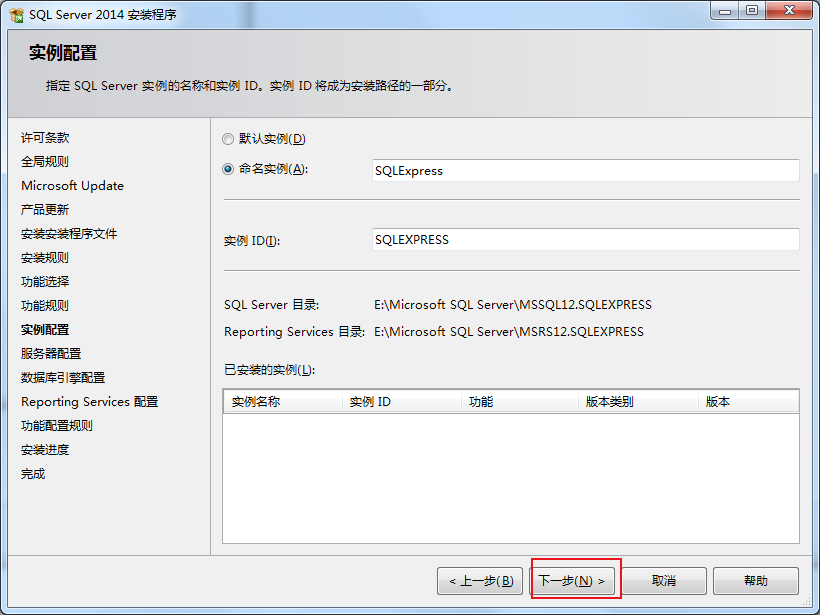 SQL Server 2014 安装程序
实例配置
指定 SQL Server 实例的名称和实例 ID。实例 ID 将成为安装路径的一部分。
许可条款
全局规则
Microsoft Update
产品更新
安装安装程序文件
安装规则
功能选择
功能规则
实例配置
服务器配置
数据库引擎配置
Reporting Services 配置
功能配置规则
安装进度
完成
默认实例(D)
命名实例(A): SQLExpress
实例 ID(I): SQLEXPRESS
SQL Server 目录: E:\Microsoft SQL Server\MSSQL12.SQLEXPRESS
Reporting Services 目录: E:\Microsoft SQL Server\MSRS12.SQLEXPRESS
已安装的实例(L):
实例名称 实例 ID 功能 版本类别 版本
< 上一步(B) 下一步(N) > 取消 帮助